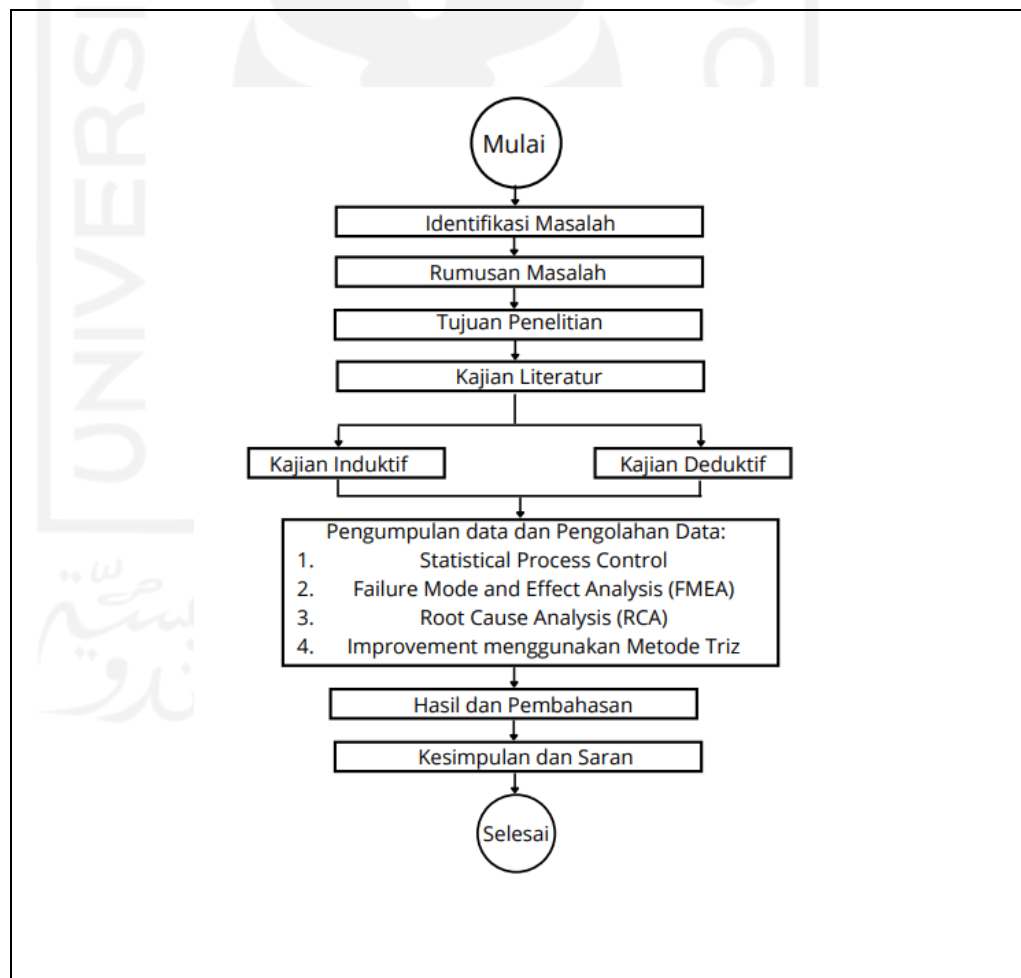 UNIVERSI
Mulai
Identifikasi Masalah
Rumusan Masalah
Tujuan Penelitian
Kajian Literatur
Kajian Induktif
Kajian Deduktif
Pengumpulan data dan Pengolahan Data:
1. Statistical Process Control
2. Failure Mode and Effect Analysis (FMEA)
3. Root Cause Analysis (RCA)
4. Improvement menggunakan Metode Triz
Hasil dan Pembahasan
Kesimpulan dan Saran
Selesai